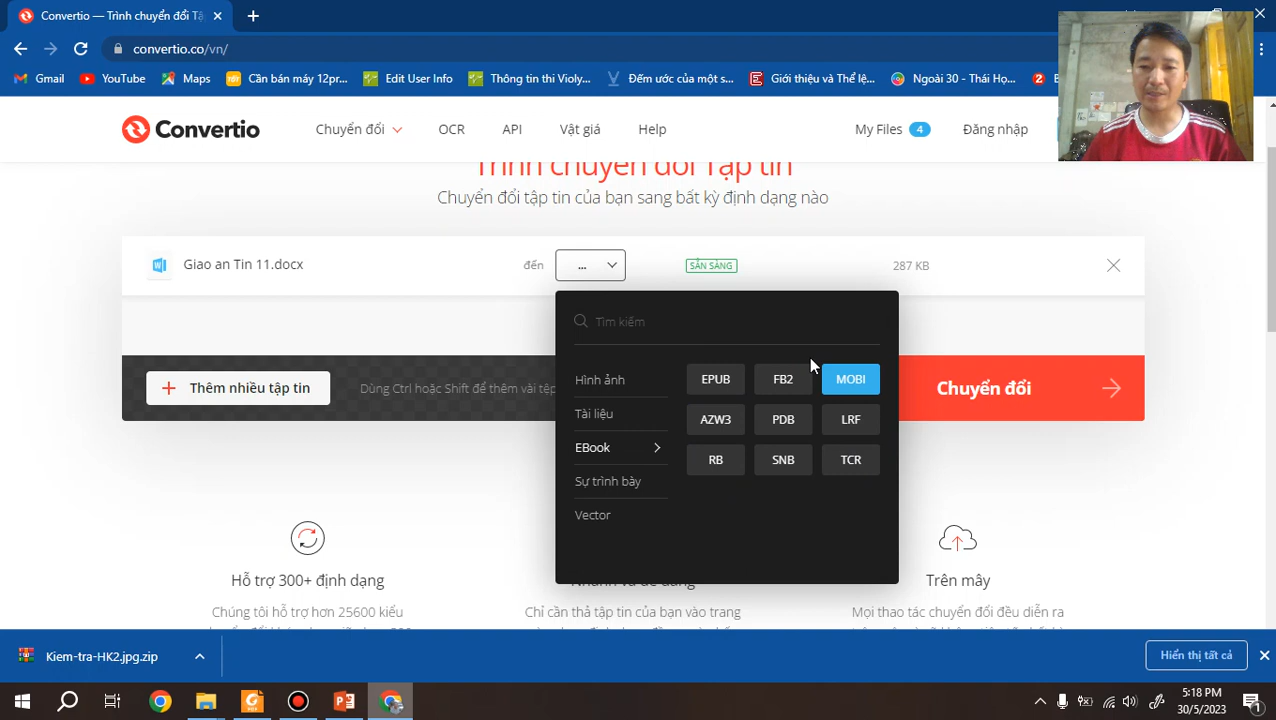 Convertio — Trình chuyển đổi Tậ
convertio.co/vn/
Gmail
YouTube
Maps
Cần bán máy 12pr...
Edit User Info
Thông tin thi Violy...
Đếm ước của một s...
Giới thiệu và Thể lệ...
Ngoài 30 - Thái Họ...
Convertio
Chuyển đổi
OCR
API
Vật giá
Help
My Files 4
Đăng nhập
Trình chuyển đổi Tập tin
Chuyển đổi tập tin của bạn sang bất kỳ định dạng nào
Giao an Tin 11.docx
đến
...
SẴN SÀNG
287 KB
Tìm kiếm
Hình ảnh
Tài liệu
EBook
Sự trình bày
Vector
EPUB FB2 MOBI
AZW3 PDB LRF
RB SNB TCR
Thêm nhiều tập tin
Dùng Ctrl hoặc Shift để thêm vài tệp
Chuyển đổi
Hỗ trợ 300+ định dạng
Chúng tôi hỗ trợ hơn 25600 kiểu
Nhanh và dễ dàng
Chỉ cần thả tập tin của bạn vào trang
Trên mây
Mọi thao tác chuyển đổi đều diễn ra
Kiem-tra-HK2.jpg.zip
Hiển thị tất cả
5:18 PM
30/5/2023
1